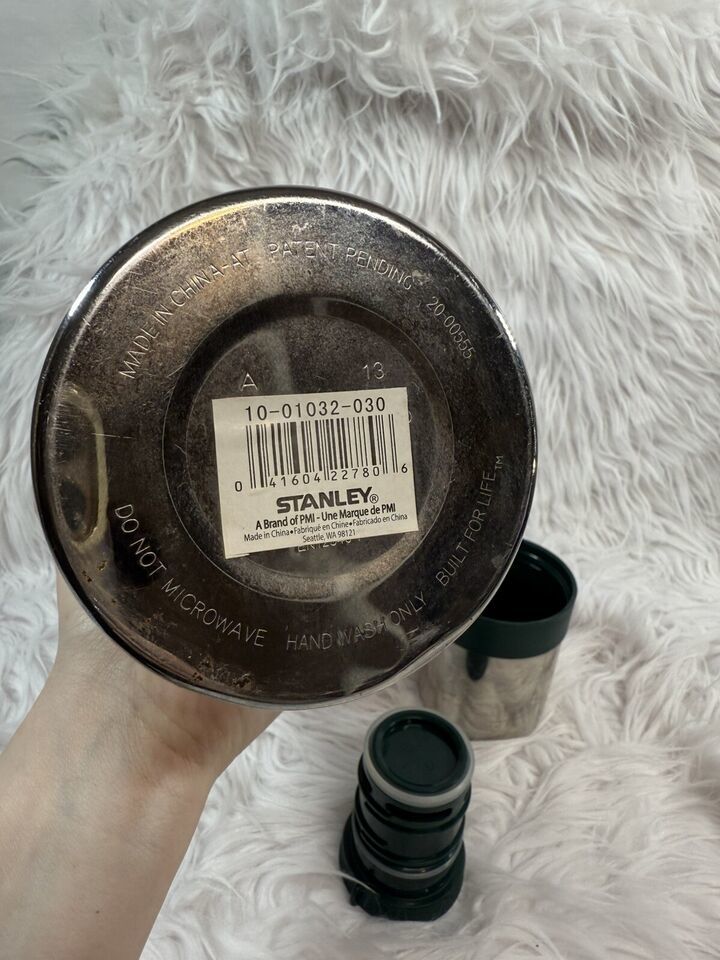 MADE IN CHINA-AT PATENT PENDING 20-00555
A 13
10-01032-030
0 41604 22780 6
STANLEY®
A Brand of PMI - Une Marque de PMI
Made in China • Fabriqué en Chine • Fabricado en China
Seattle, WA 98121
DO NOT MICROWAVE HAND WASH ONLY BUILT FOR LIFE™